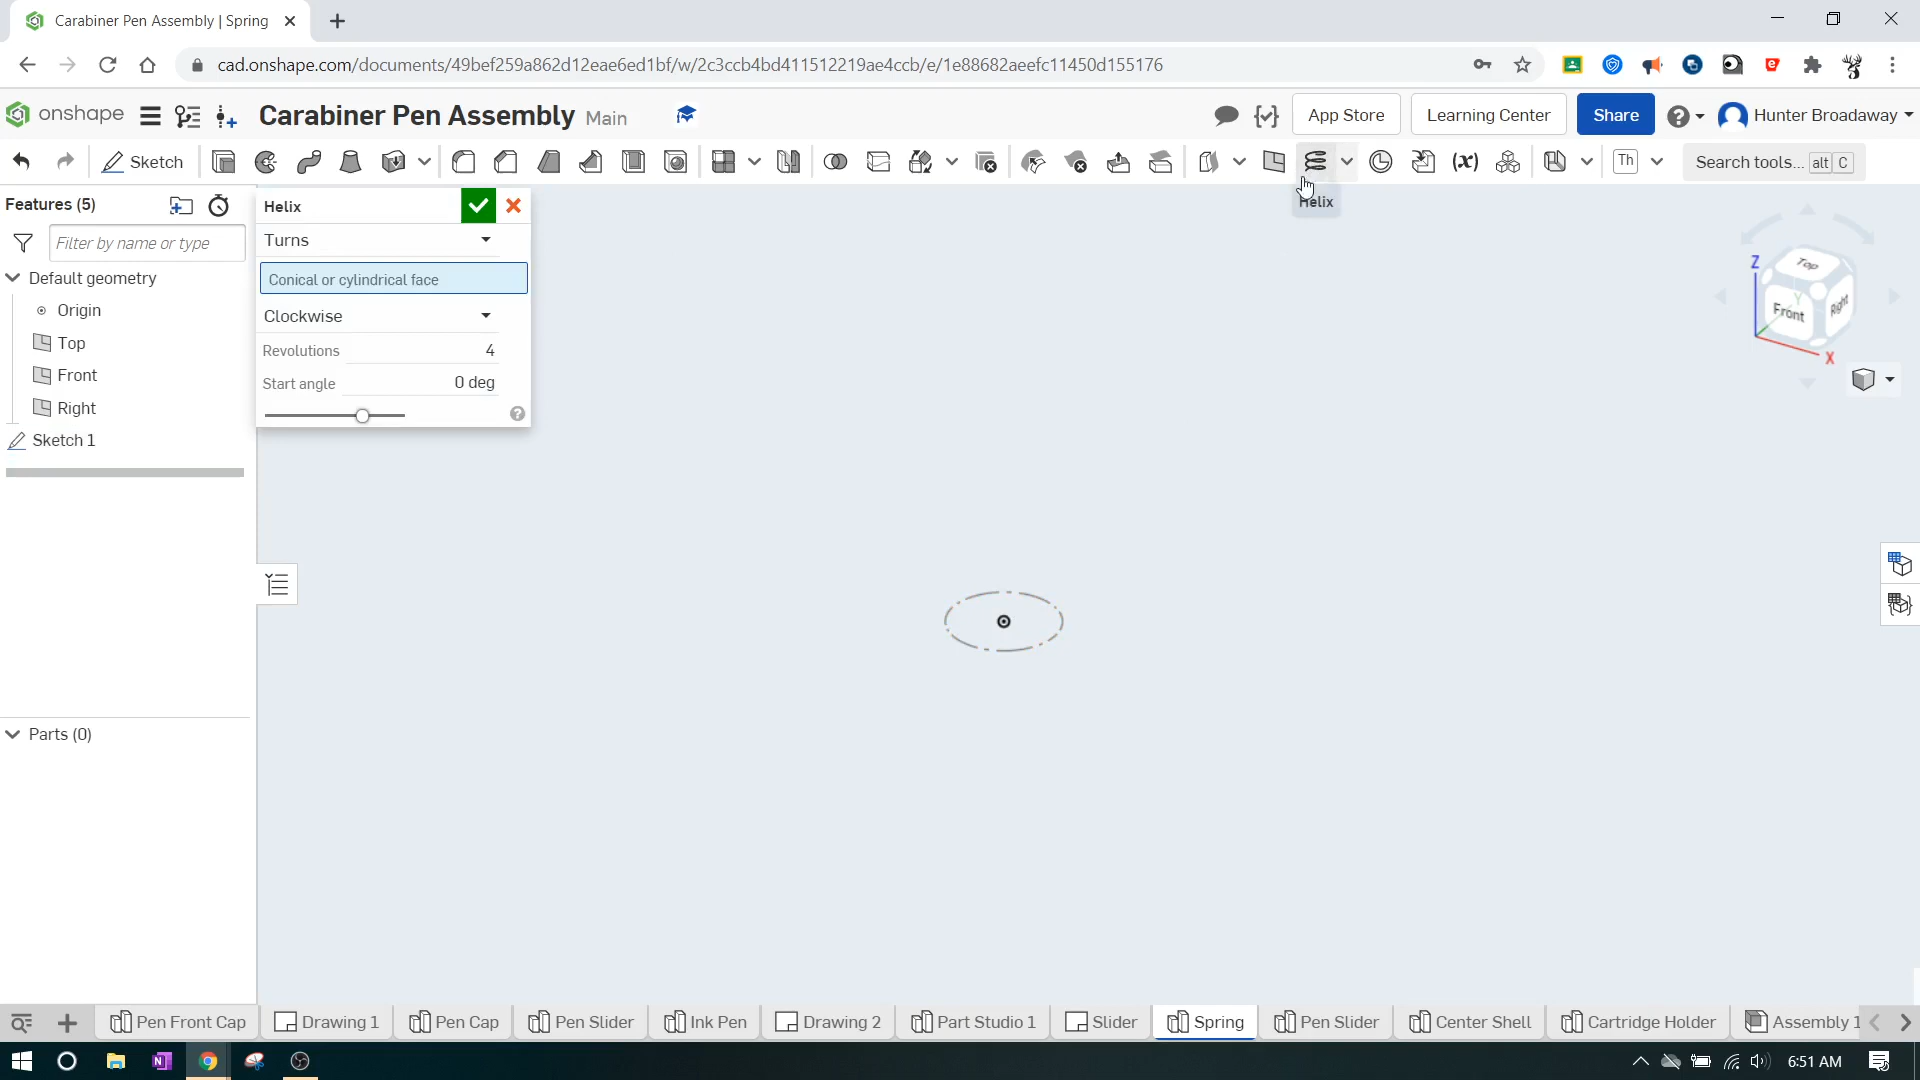 Carabiner Pen Assembly | Spring
cad.onshape.com/documents/49bef259a862d12eae6ed1bf/w/2c3ccb4bd411512219ae4ccb/e/1e88682aeefc11450d155176
onshape
Carabiner Pen Assembly Main
App Store
Learning Center
Share
Hunter Broadaway
Sketch
Th
Search tools... alt C
Features (5)
Filter by name or type
Default geometry
Origin
Top
Front
Right
Sketch 1
Parts (0)
Helix
Turns
Conical or cylindrical face
Clockwise
Revolutions 4
Start angle 0 deg
Helix
Z
Top
Front
Y
Right
X
Pen Front Cap
Drawing 1
Pen Cap
Pen Slider
Ink Pen
Drawing 2
Part Studio 1
Slider
Spring
Pen Slider
Center Shell
Cartridge Holder
Assembly 1
6:51 AM